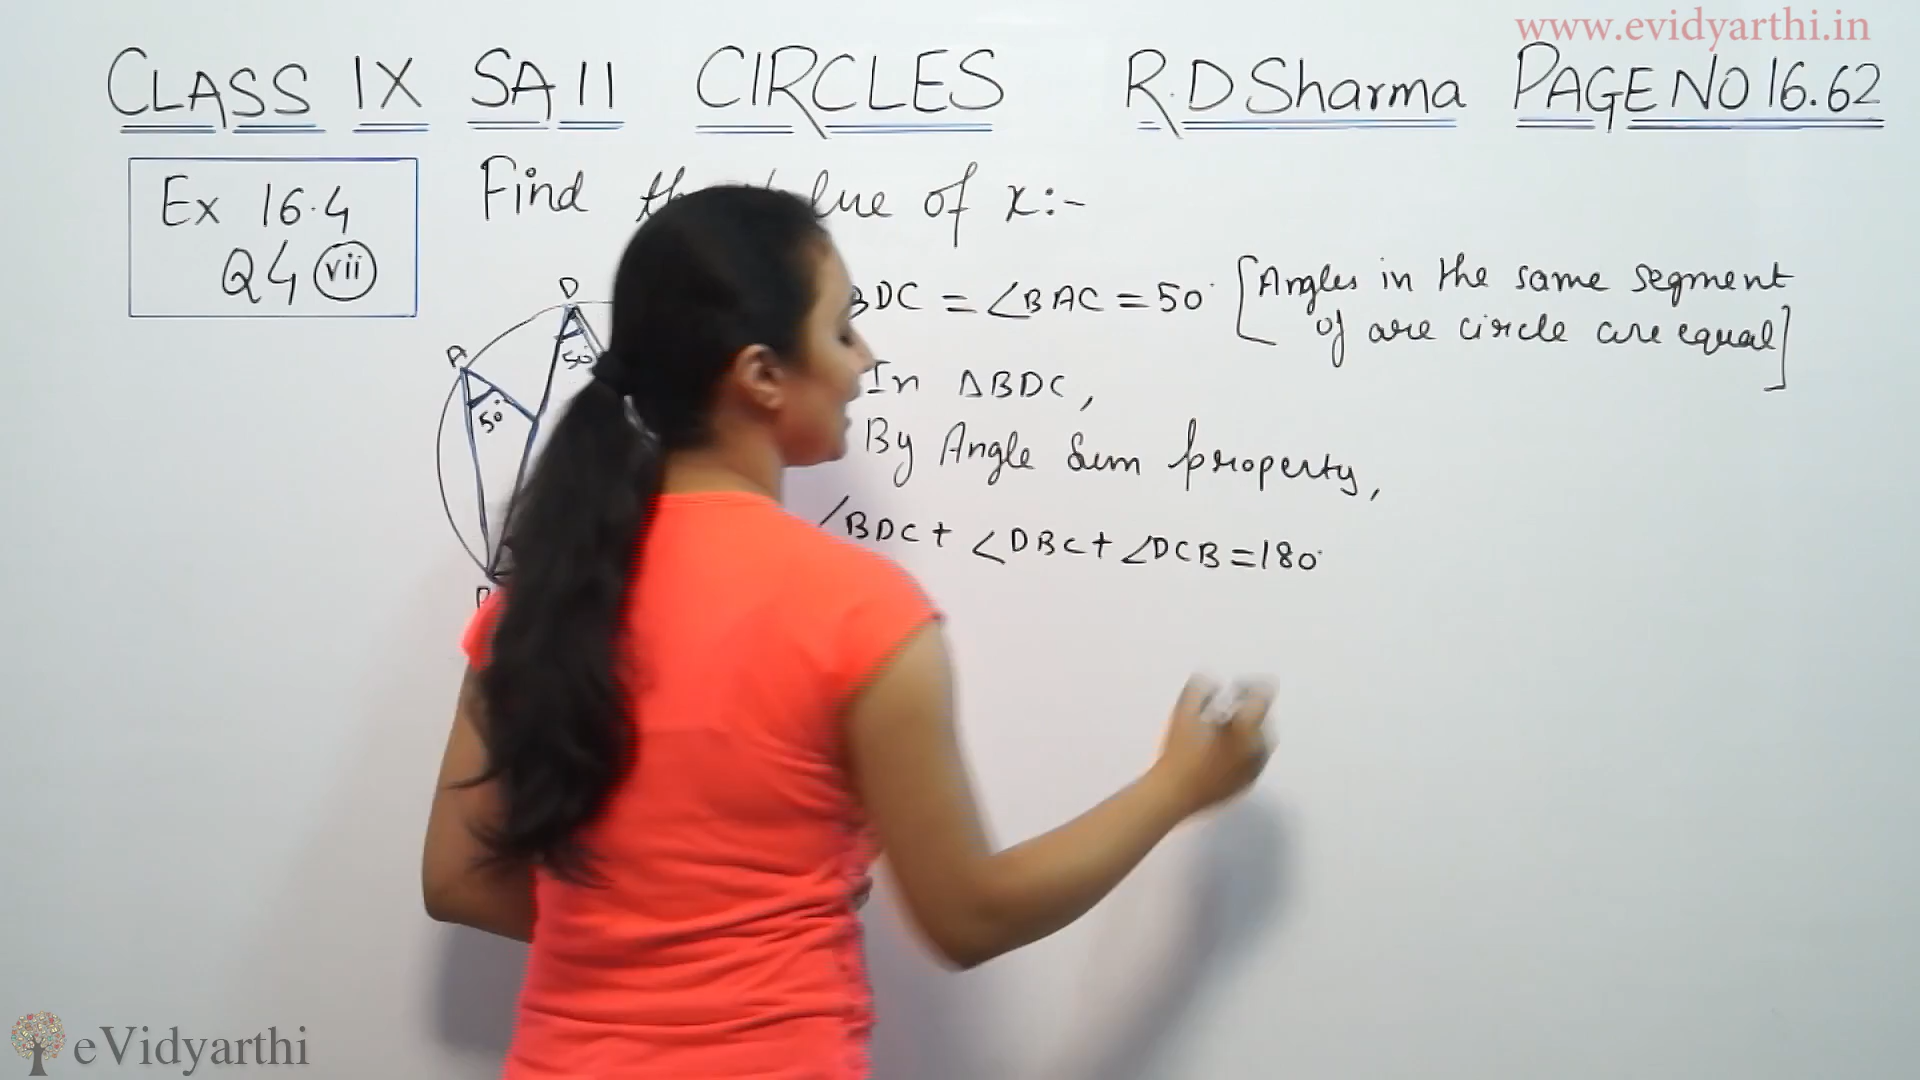 www.evidyarthi.in
CLASS IX SA II CIRCLES R.D Sharma PAGE NO 16.62
Ex 16.4
Q4 (vii)
Find value of x:-
BDC = ∠BAC = 50° [Angles in the same segment
of are circle are equal]
In ΔBDC,
By Angle Sum property,
∠BDC + ∠DBC + ∠DCB = 180°
D
50°
A
50°
eVidyarthi